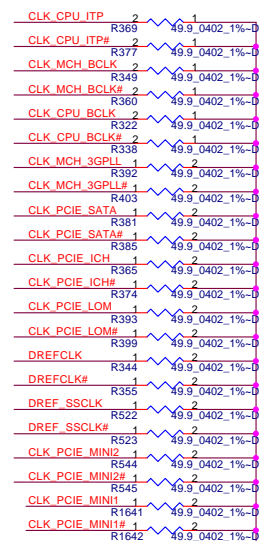 CLK_CPU_ITP 2 1
R369 49.9_0402_1%~D
CLK_CPU_ITP# 2 1
R377 49.9_0402_1%~D
CLK_MCH_BCLK 2 1
R349 49.9_0402_1%~D
CLK_MCH_BCLK# 2 1
R360 49.9_0402_1%~D
CLK_CPU_BCLK 2 1
R322 49.9_0402_1%~D
CLK_CPU_BCLK# 2 1
R338 49.9_0402_1%~D
CLK_MCH_3GPLL 1 2
R392 49.9_0402_1%~D
CLK_MCH_3GPLL# 1 2
R403 49.9_0402_1%~D
CLK_PCIE_SATA 1 2
R381 49.9_0402_1%~D
CLK_PCIE_SATA# 1 2
R385 49.9_0402_1%~D
CLK_PCIE_ICH 1 2
R365 49.9_0402_1%~D
CLK_PCIE_ICH# 1 2
R374 49.9_0402_1%~D
CLK_PCIE_LOM 1 2
R393 49.9_0402_1%~D
CLK_PCIE_LOM# 1 2
R399 49.9_0402_1%~D
DREFCLK 1 2
R344 49.9_0402_1%~D
DREFCLK# 1 2
R355 49.9_0402_1%~D
DREF_SSCLK 1 2
R522 49.9_0402_1%~D
DREF_SSCLK# 1 2
R523 49.9_0402_1%~D
CLK_PCIE_MINI2 1 2
R544 49.9_0402_1%~D
CLK_PCIE_MINI2# 1 2
R545 49.9_0402_1%~D
CLK_PCIE_MINI1 1 2
R1641 49.9_0402_1%~D
CLK_PCIE_MINI1# 1 2
R1642 49.9_0402_1%~D